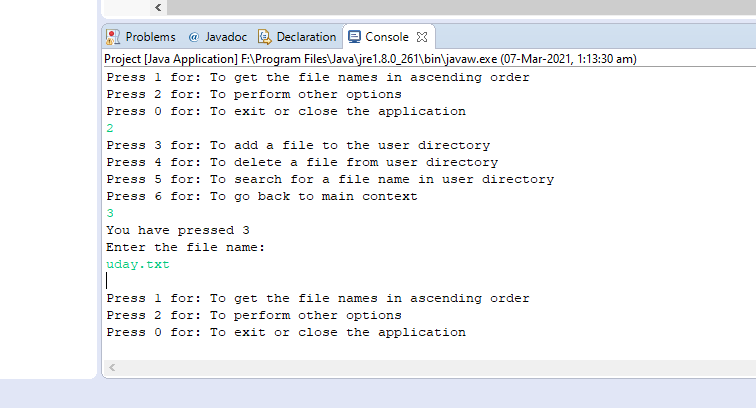 Problems @ Javadoc Declaration Console
Project [Java Application] F:\Program Files\Java\jre1.8.0_261\bin\javaw.exe (07-Mar-2021, 1:13:30 am)
Press 1 for: To get the file names in ascending order
Press 2 for: To perform other options
Press 0 for: To exit or close the application
2
Press 3 for: To add a file to the user directory
Press 4 for: To delete a file from user directory
Press 5 for: To search for a file name in user directory
Press 6 for: To go back to main context
3
You have pressed 3
Enter the file name:
uday.txt
Press 1 for: To get the file names in ascending order
Press 2 for: To perform other options
Press 0 for: To exit or close the application